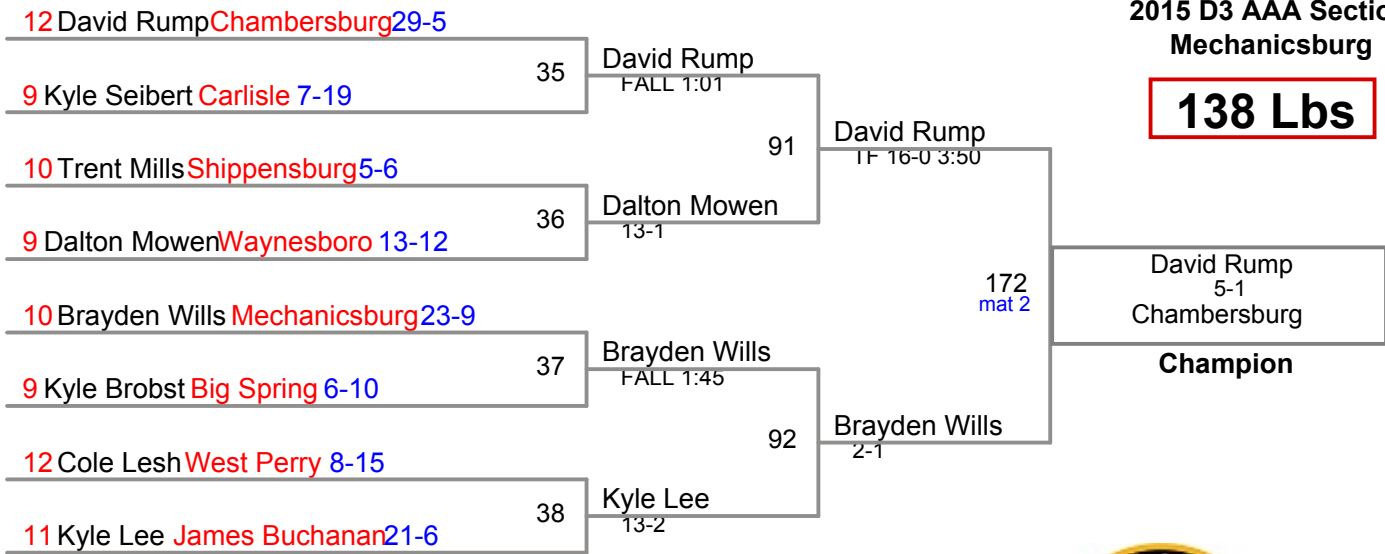 12 David Rump Chambersburg 29-5
9 Kyle Seibert Carlisle 7-19
10 Trent Mills Shippensburg 5-6
9 Dalton Mowen Waynesboro 13-12
10 Brayden Wills Mechanicsburg 23-9
9 Kyle Brobst Big Spring 6-10
12 Cole Lesh West Perry 8-15
11 Kyle Lee James Buchanan 21-6
35
36
37
38
David Rump
FALL 1:01
Dalton Mowen
13-1
Brayden Wills
FALL 1:45
Kyle Lee
13-2
91
92
David Rump
TF 16-0 3:50
Brayden Wills
2-1
172
mat 2
2015 D3 AAA Sectio
Mechanicsburg
138 Lbs
David Rump
5-1
Chambersburg
Champion